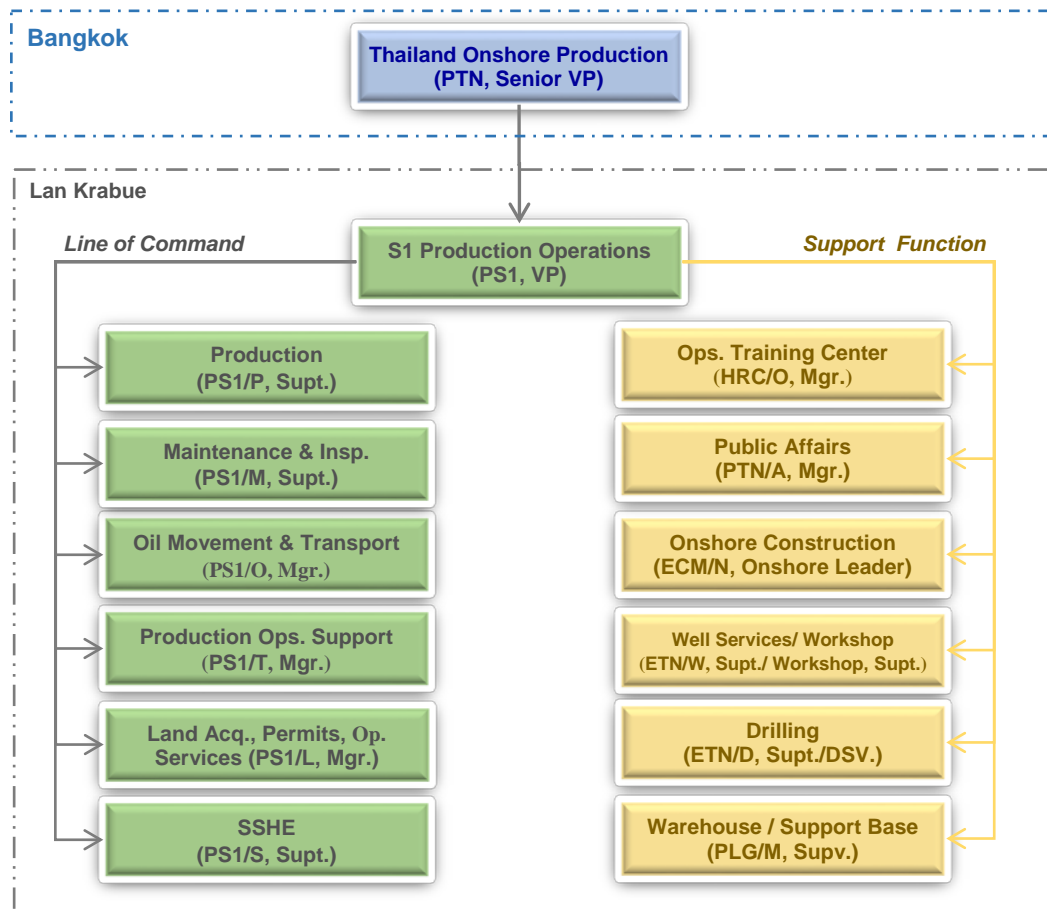 Bangkok
Thailand Onshore Production
(PTN, Senior VP)
Lan Krabue
Line of Command
S1 Production Operations
(PS1, VP)
Support Function
Production
(PS1/P, Supt.)
Maintenance & Insp.
(PS1/M, Supt.)
Oil Movement & Transport
(PS1/O, Mgr.)
Production Ops. Support
(PS1/T, Mgr.)
Land Acq., Permits, Op.
Services (PS1/L, Mgr.)
SSHE
(PS1/S, Supt.)
Ops. Training Center
(HRC/O, Mgr.)
Public Affairs
(PTN/A, Mgr.)
Onshore Construction
(ECM/N, Onshore Leader)
Well Services/ Workshop
(ETN/W, Supt./ Workshop, Supt.)
Drilling
(ETN/D, Supt./DSV.)
Warehouse / Support Base
(PLG/M, Supv.)